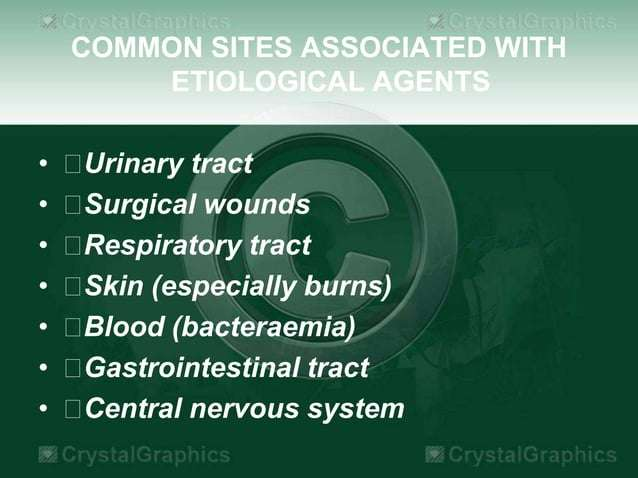 CrystalGraphics CrystalGraphics
COMMON SITES ASSOCIATED WITH
ETIOLOGICAL AGENTS
• Urinary tract
• Surgical wounds
• Respiratory tract
• Skin (especially burns)
• Blood (bacteraemia)
• Gastrointestinal tract
• Central nervous system
©
CrystalGraphics CrystalGraphics